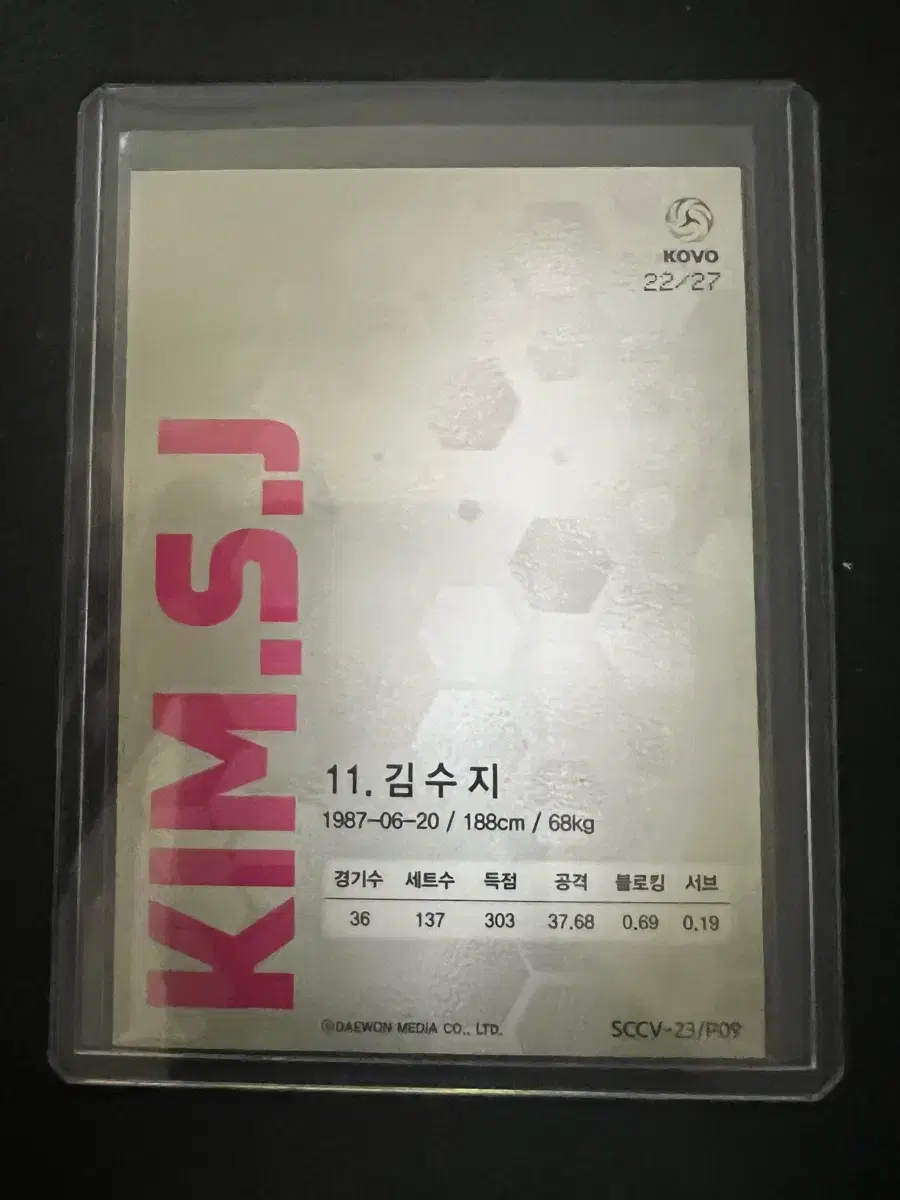 KOVO
22/27
KIM.S.J
11. 김수지
1987-06-20 / 188cm / 68kg
경기수 세트수 득점 공격 블로킹 서브
36 137 303 37.68 0.69 0.19
©DAEWON MEDIA CO., LTD.
SCCV-23/P09